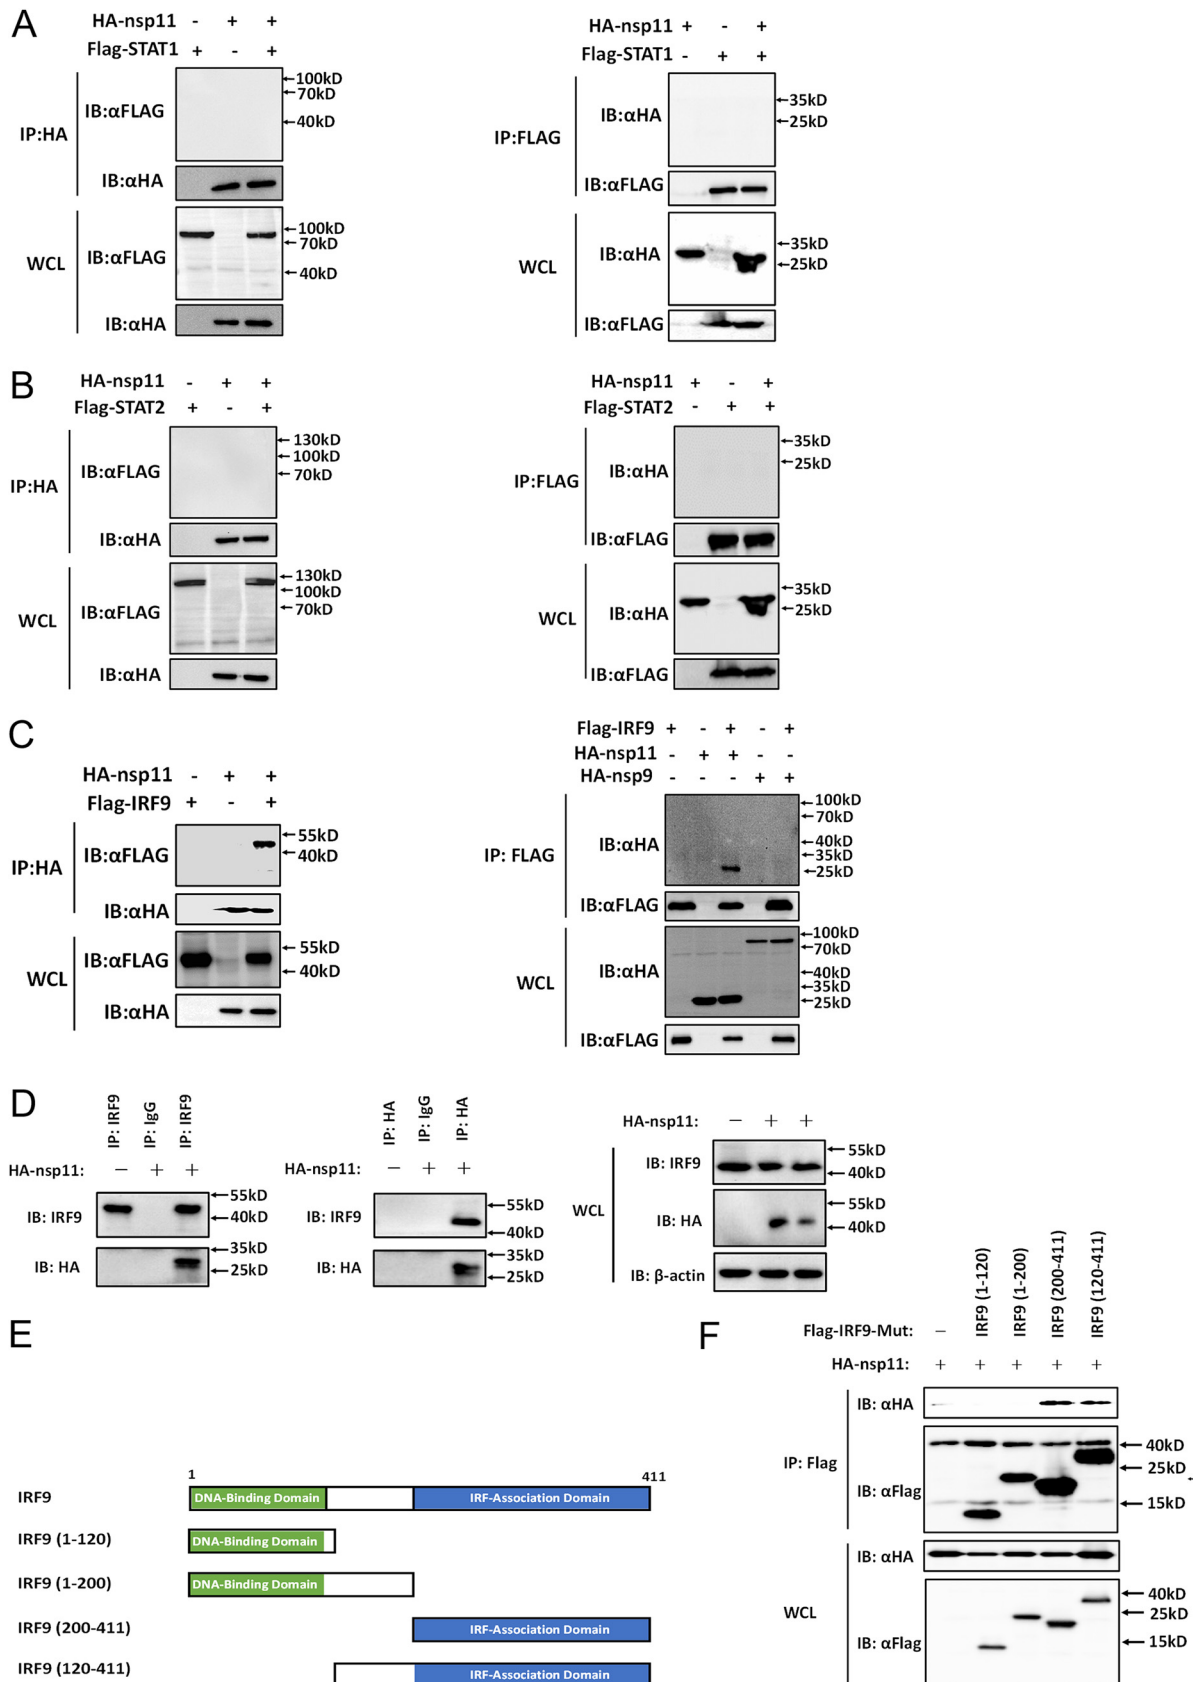 A
HA-nsp11 - + +
Flag-STAT1 + - +
IP:HA
IB:αFLAG
100kD
70kD
40kD
IB:αHA
WCL
IB:αFLAG
100kD
70kD
40kD
IB:αHA
HA-nsp11 + - +
Flag-STAT1 - + +
IP:FLAG
IB:αHA
35kD
25kD
IB:αFLAG
WCL
IB:αHA
35kD
25kD
IB:αFLAG
B
HA-nsp11 - + +
Flag-STAT2 + - +
IP:HA
IB:αFLAG
130kD
100kD
70kD
IB:αHA
WCL
IB:αFLAG
130kD
100kD
70kD
IB:αHA
HA-nsp11 + - +
Flag-STAT2 - + +
IP:FLAG
IB:αHA
35kD
25kD
IB:αFLAG
WCL
IB:αHA
35kD
25kD
IB:αFLAG
C
HA-nsp11 - + +
Flag-IRF9 + - +
IP:HA
IB:αFLAG
55kD
40kD
IB:αHA
WCL
IB:αFLAG
55kD
40kD
IB:αHA
Flag-IRF9 + - + - +
HA-nsp11 - + + - -
HA-nsp9 - - - + +
IP: FLAG
IB:αHA
100kD
70kD
40kD
35kD
25kD
IB:αFLAG
WCL
IB:αHA
100kD
70kD
40kD
35kD
25kD
IB:αFLAG
D
IP: IRF9
IP: IgG
IP: IRF9
HA-nsp11: − + +
IB: IRF9
55kD
40kD
IB: HA
35kD
25kD
IP: HA
IP: IgG
IP: HA
HA-nsp11: − + +
IB: IRF9
55kD
40kD
IB: HA
35kD
25kD
HA-nsp11: − + +
WCL
IB: IRF9
55kD
40kD
IB: HA
55kD
40kD
IB: β-actin
E
1 411
IRF9 DNA-Binding Domain IRF-Association Domain
IRF9 (1-120) DNA-Binding Domain
IRF9 (1-200) DNA-Binding Domain
IRF9 (200-411) IRF-Association Domain
IRF9 (120-411) IRF-Association Domain
F
Flag-IRF9-Mut: − IRF9 (1-120) IRF9 (1-200) IRF9 (200-411) IRF9 (120-411)
HA-nsp11: + + + + +
IP: Flag
IB: αHA
IB: αFlag
40kD
25kD
15kD
WCL
IB: αHA
IB: αFlag
40kD
25kD
15kD